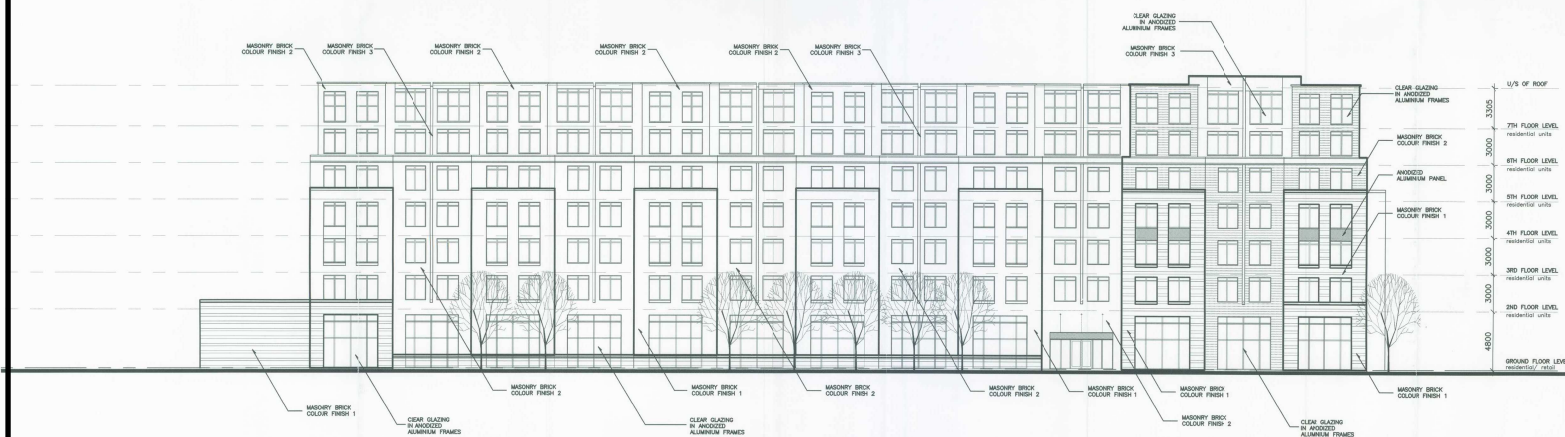 CLEAR GLAZING
IN ANODIZED
ALUMINIUM FRAMES
MASONRY BRICK
COLOUR FINISH 2
MASONRY BRICK
COLOUR FINISH 3
MASONRY BRICK
COLOUR FINISH 2
MASONRY BRICK
COLOUR FINISH 2
MASONRY BRICK
COLOUR FINISH 2
MASONRY BRICK
COLOUR FINISH 3
MASONRY BRICK
COLOUR FINISH 3
U/S OF ROOF
CLEAR GLAZING
IN ANODIZED
ALUMINIUM FRAMES
3305
7TH FLOOR LEVEL
residential units
MASONRY BRICK
COLOUR FINISH 2
3000
6TH FLOOR LEVEL
residential units
ANODIZED
ALUMINIUM PANEL
3000
5TH FLOOR LEVEL
residential units
MASONRY BRICK
COLOUR FINISH 1
3000
4TH FLOOR LEVEL
residential units
3000
3RD FLOOR LEVEL
residential units
3000
2ND FLOOR LEVEL
residential units
4800
GROUND FLOOR LEVE
residential/ retail
MASONRY BRICK
COLOUR FINISH 1
CLEAR GLAZING
IN ANODIZED
ALUMINIUM FRAMES
MASONRY BRICK
COLOUR FINISH 2
CLEAR GLAZING
IN ANODIZED
ALUMINIUM FRAMES
MASONRY BRICK
COLOUR FINISH 1
MASONRY BRICK
COLOUR FINISH 2
MASONRY BRICK
COLOUR FINISH 2
MASONRY BRICK
COLOUR FINISH 1
MASONRY BRICK
COLOUR FINISH 1
MASONRY BRICK
COLOUR FINISH 2
CLEAR GLAZING
IN ANODIZED
ALUMINIUM FRAMES
MASONRY BRICK
COLOUR FINISH 1